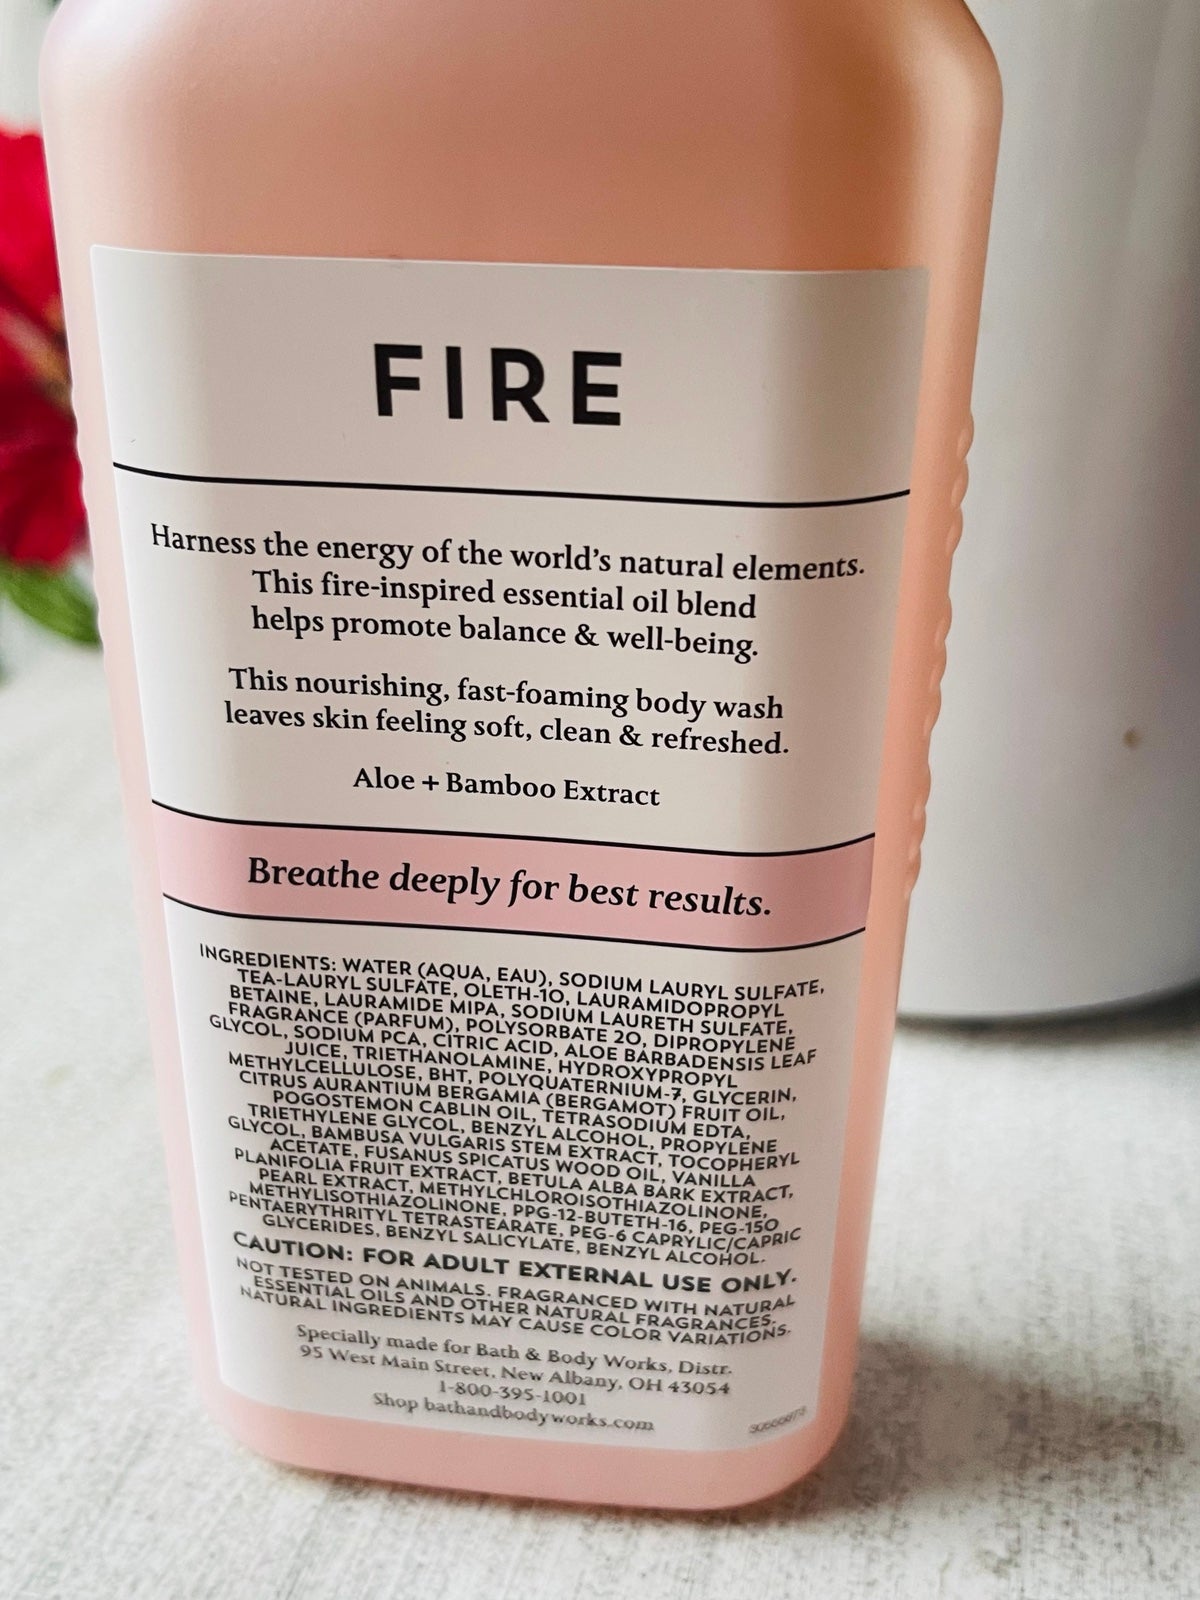 FIRE
Harness the energy of the world's natural elements.
This fire-inspired essential oil blend
helps promote balance & well-being.
This nourishing, fast-foaming body wash
leaves skin feeling soft, clean & refreshed.
Aloe + Bamboo Extract
Breathe deeply for best results.
INGREDIENTS: WATER (AQUA, EAU), SODIUM LAURYL SULFATE,
TEA-LAURYL SULFATE, OLETH-10, LAURAMIDOPROPYL
BETAINE, LAURAMIDE MIPA, SODIUM LAURETH SULFATE,
FRAGRANCE (PARFUM), POLYSORBATE 20, DIPROPYLENE
GLYCOL, SODIUM PCA, CITRIC ACID, ALOE BARBADENSIS LEAF
JUICE, TRIETHANOLAMINE, HYDROXYPROPYL
METHYLCELLULOSE, BHT, POLYQUATERNIUM-7, GLYCERIN,
CITRUS AURANTIUM BERGAMIA (BERGAMOT) FRUIT OIL,
POGOSTEMON CABLIN OIL, TETRASODIUM EDTA,
TRIETHYLENE GLYCOL, BENZYL ALCOHOL, PROPYLENE
GLYCOL, BAMBUSA VULGARIS STEM EXTRACT, TOCOPHERYL
ACETATE, FUSANUS SPICATUS WOOD OIL, VANILLA
PLANIFOLIA FRUIT EXTRACT, BETULA ALBA BARK EXTRACT,
PEARL EXTRACT, METHYLCHLOROISOTHIAZOLINONE,
METHYLISOTHIAZOLINONE, PPG-12-BUTETH-16, PEG-150
PENTAERYTHRITYL TETRASTEARATE, PEG-6 CAPRYLIC/CAPRIC
GLYCERIDES, BENZYL SALICYLATE, BENZYL ALCOHOL.
CAUTION: FOR ADULT EXTERNAL USE ONLY.
NOT TESTED ON ANIMALS. FRAGRANCED WITH NATURAL
ESSENTIAL OILS AND OTHER NATURAL FRAGRANCES.
NATURAL INGREDIENTS MAY CAUSE COLOR VARIATIONS.
Specially made for Bath & Body Works, Distr.
95 West Main Street, New Albany, OH 43054
1-800-395-1001
Shop bathandbodyworks.com